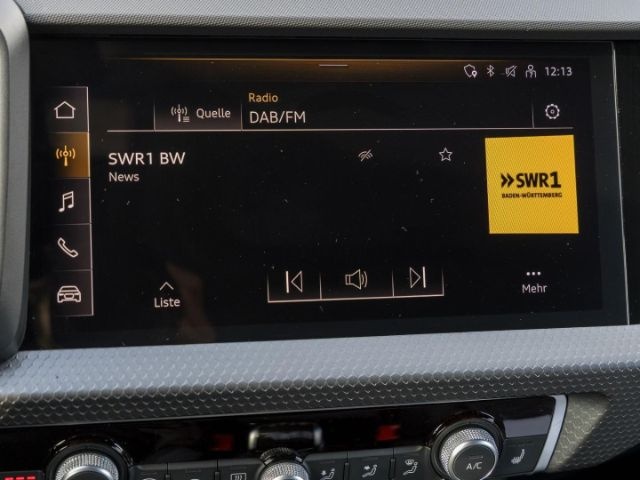 12:13
Radio
Quelle
DAB/FM
SWR1 BW
News
SWR1
BADEN-WÜRTTEMBERG
Liste
Mehr
A/C